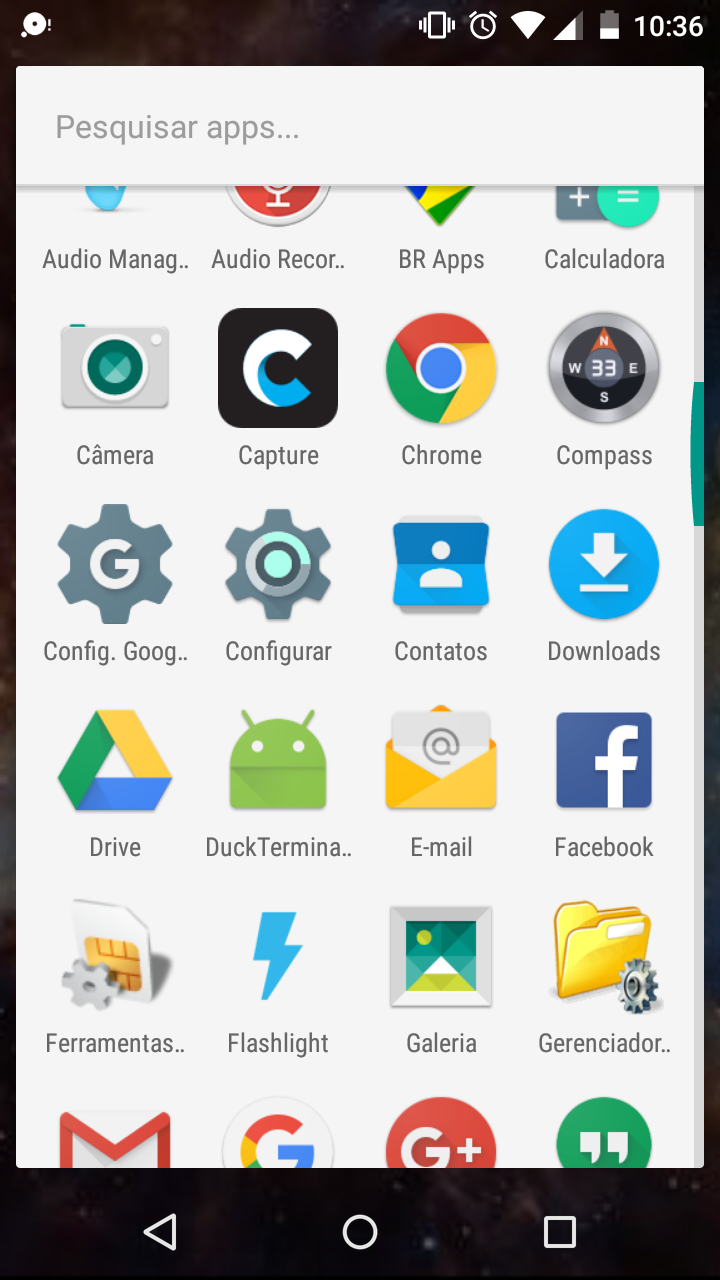 10:36
Pesquisar apps...
Audio Manag..
Audio Recor..
BR Apps
Calculadora
N
W 33 E
S
Câmera
Capture
Chrome
Compass
Config. Goog..
Configurar
Contatos
Downloads
Drive
DuckTermina..
E-mail
Facebook
Ferramentas..
Flashlight
Galeria
Gerenciador..
G+